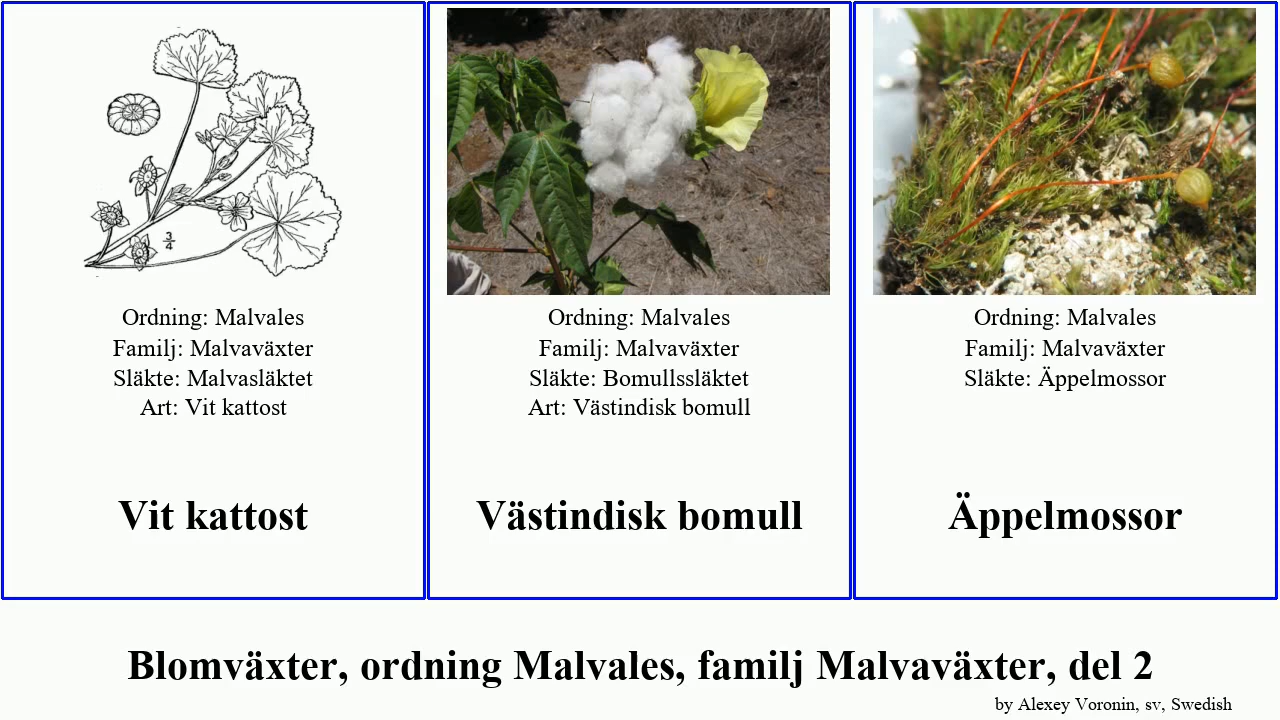 3
4
Ordning: Malvales
Familj: Malvaväxter
Släkte: Malvasläktet
Art: Vit kattost
Vit kattost
Ordning: Malvales
Familj: Malvaväxter
Släkte: Bomullssläktet
Art: Västindisk bomull
Västindisk bomull
Ordning: Malvales
Familj: Malvaväxter
Släkte: Äppelmossor
Äppelmossor
Blomväxter, ordning Malvales, familj Malvaväxter, del 2
by Alexey Voronin, sv, Swedish